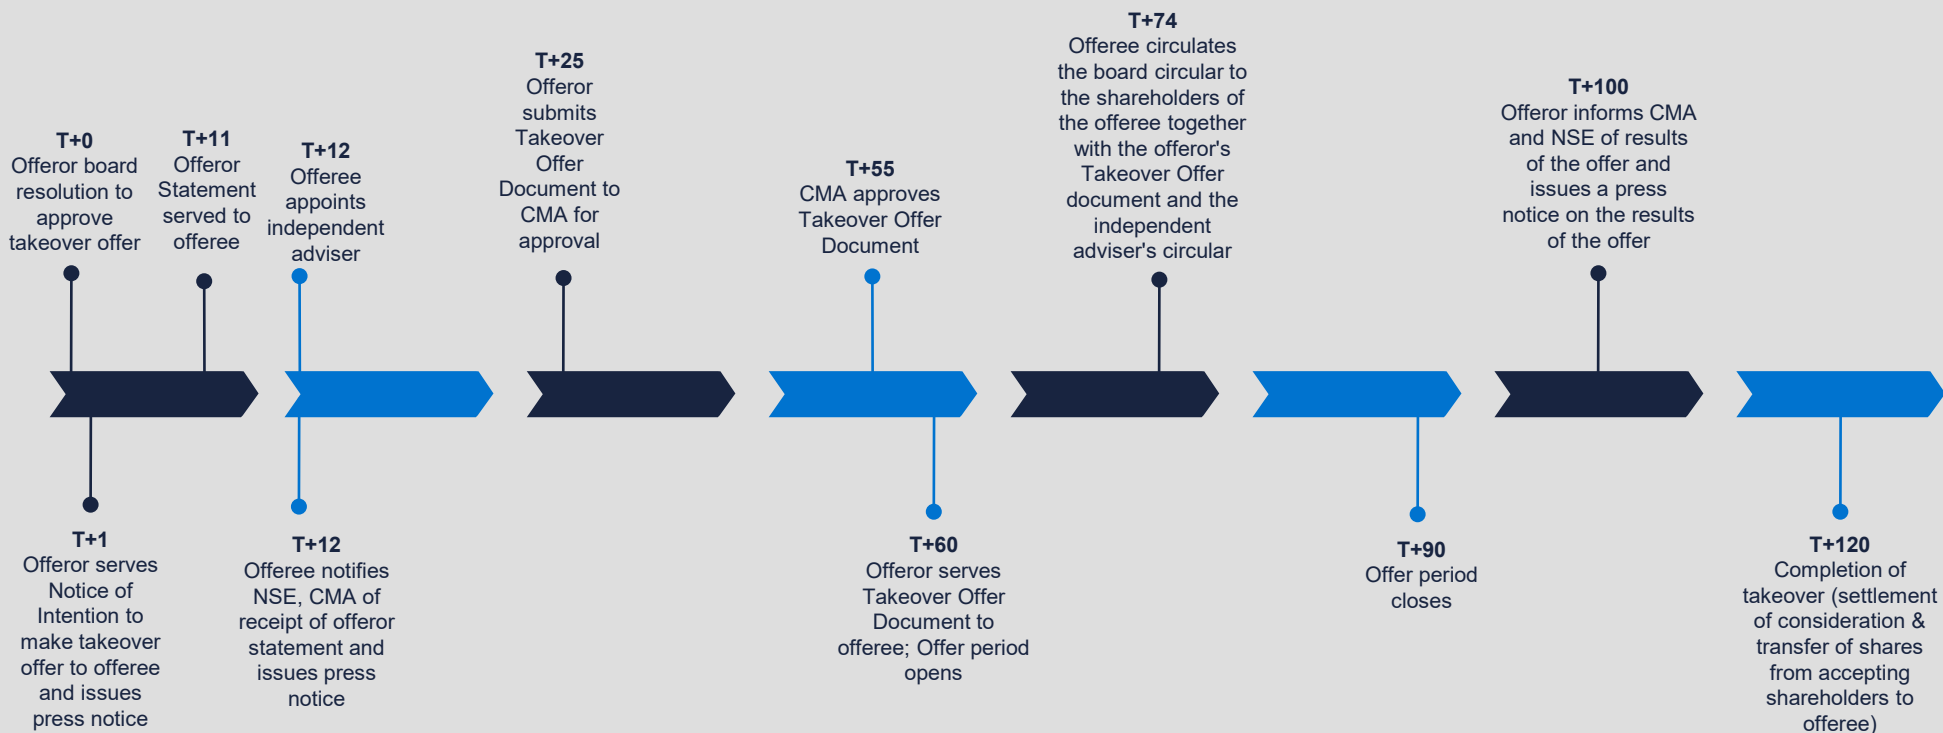 T+0
Offeror board
resolution to
approve
takeover offer
T+11
Offeror
Statement
served to
offeree
T+12
Offeree
appoints
independent
adviser
T+25
Offeror
submits
Takeover
Offer
Document to
CMA for
approval
T+55
CMA approves
Takeover Offer
Document
T+74
Offeree circulates
the board circular to
the shareholders of
the offeree together
with the offeror's
Takeover Offer
document and the
independent
adviser's circular
T+100
Offeror informs CMA
and NSE of results
of the offer and
issues a press
notice on the results
of the offer
T+1
Offeror serves
Notice of
Intention to
make takeover
offer to offeree
and issues
press notice
T+12
Offeree notifies
NSE, CMA of
receipt of offeror
statement and
issues press
notice
T+60
Offeror serves
Takeover Offer
Document to
offeree; Offer period
opens
T+90
Offer period
closes
T+120
Completion of
takeover (settlement
of consideration &
transfer of shares
from accepting
shareholders to
offeree)